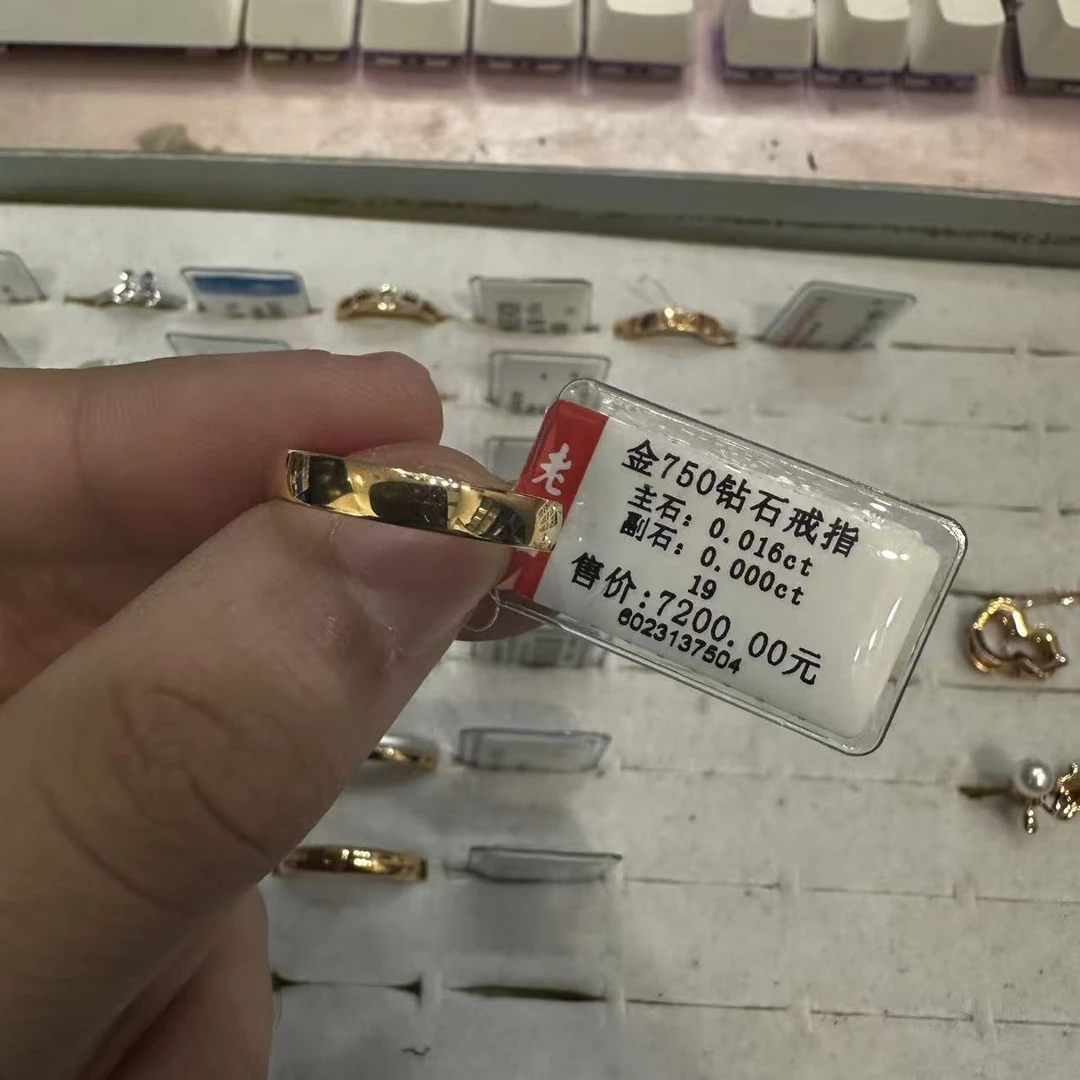 老
金750钻石戒指
主石：0.016ct
副石：0.000ct
19
售价:7200.00元
6023137504